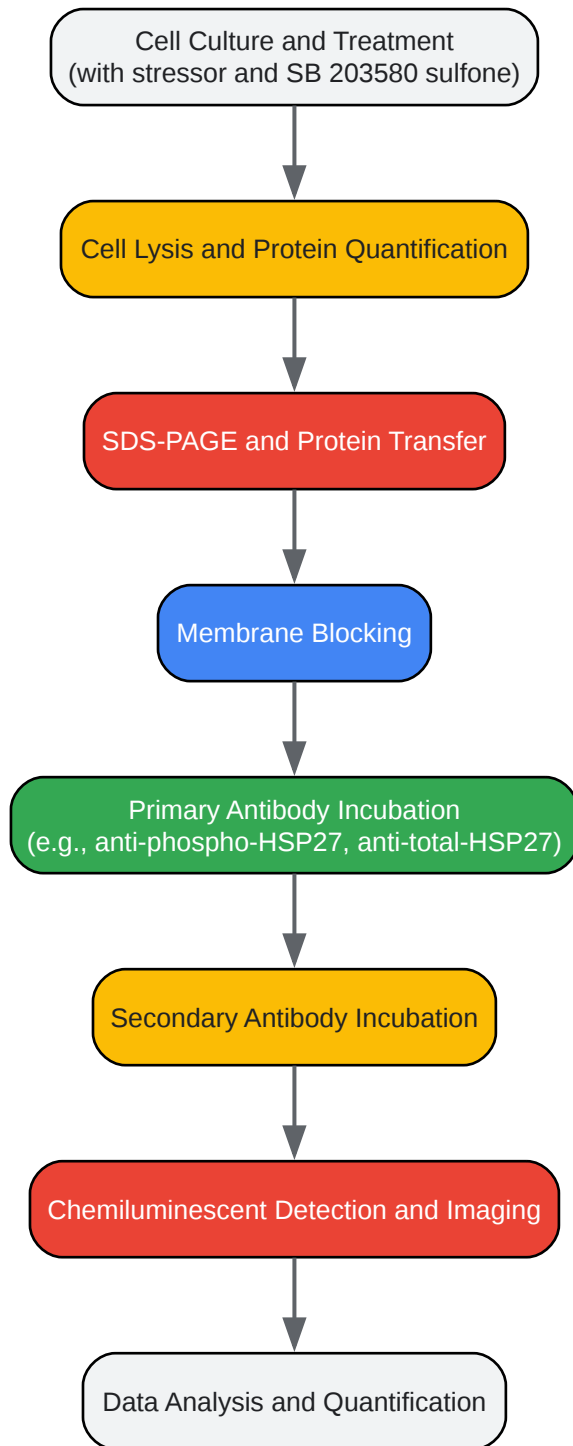 Cell Culture and Treatment
(with stressor and SB 203580 sulfone)
Cell Lysis and Protein Quantification
SDS-PAGE and Protein Transfer
Membrane Blocking
Primary Antibody Incubation
(e.g., anti-phospho-HSP27, anti-total-HSP27)
Secondary Antibody Incubation
Chemiluminescent Detection and Imaging
Data Analysis and Quantification